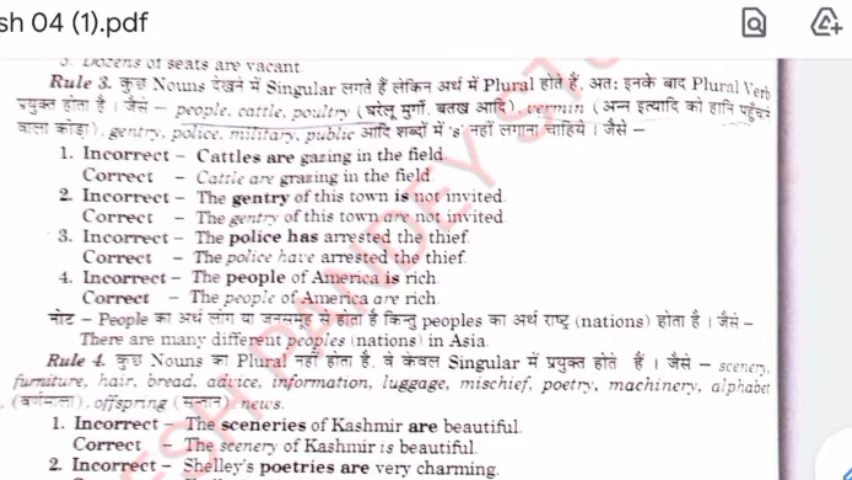 sh 04 (1).pdf
5. Dozens of seats are vacant.
Rule 3. कुछ Nouns देखने में Singular लगते हैं लेकिन अर्थ में Plural होते हैं, अत: इनके बाद Plural Verb
प्रयुक्त होता है । जैसे – people, cattle, poultry (घरेलू मुर्गी, बतख आदि), vermin (अन्न इत्यादि को हानि पहुँचाने
वाला कीड़ा), gentry, police, military, public आदि शब्दों में 's' नहीं लगाना चाहिये । जैसे –
1. Incorrect – Cattles are gazing in the field.
Correct – Cattle are grazing in the field.
2. Incorrect – The gentry of this town is not invited.
Correct – The gentry of this town are not invited.
3. Incorrect – The police has arrested the thief.
Correct – The police have arrested the thief.
4. Incorrect – The people of America is rich.
Correct – The people of America are rich.
नोट – People का अर्थ लोग या जनसमूह से होता है किन्तु peoples का अर्थ राष्ट्र (nations) होता है । जैसे –
There are many different peoples (nations) in Asia.
Rule 4. कुछ Nouns का Plural नहीं होता है, वे केवल Singular में प्रयुक्त होते हैं । जैसे – scenery,
furniture, hair, bread, advice, information, luggage, mischief, poetry, machinery, alphabet
(वर्णमाला), offspring (सन्तान), news.
1. Incorrect – The sceneries of Kashmir are beautiful.
Correct – The scenery of Kashmir is beautiful.
2. Incorrect – Shelley's poetries are very charming.